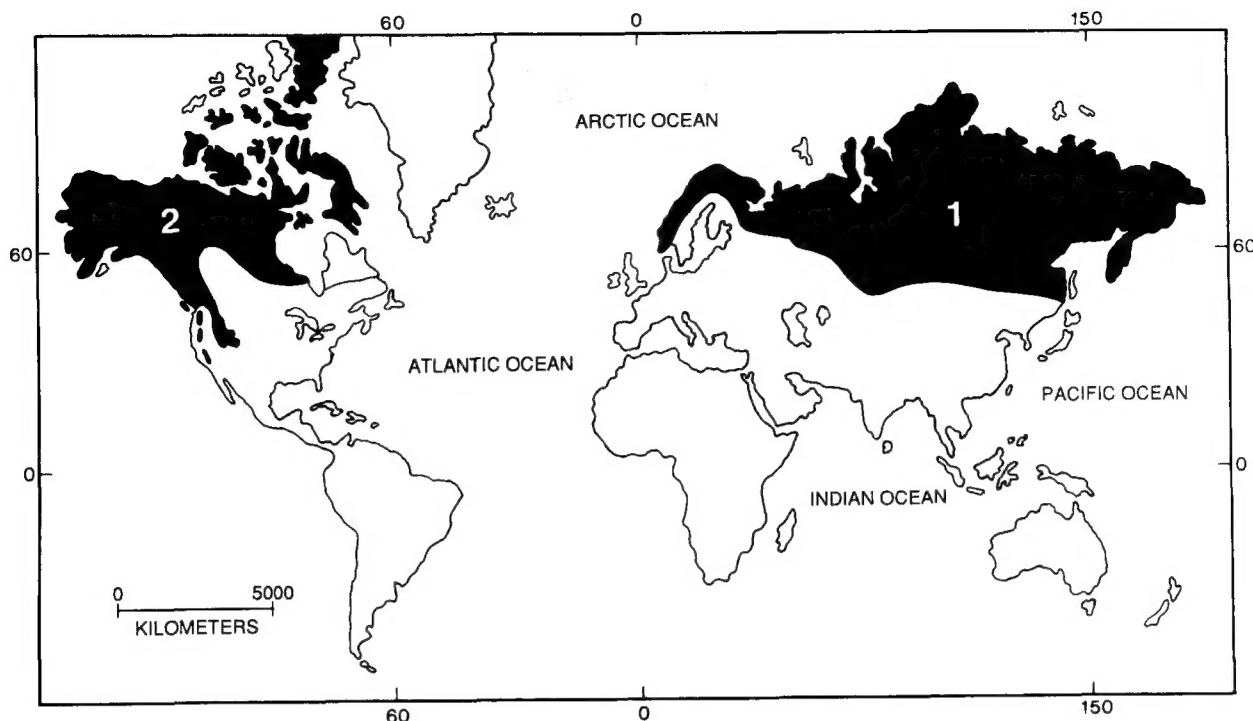 60 0 150
ARCTIC OCEAN
2 1
60 60
ATLANTIC OCEAN
PACIFIC OCEAN
0 0
INDIAN OCEAN
0 5000
KILOMETERS
60 0 150